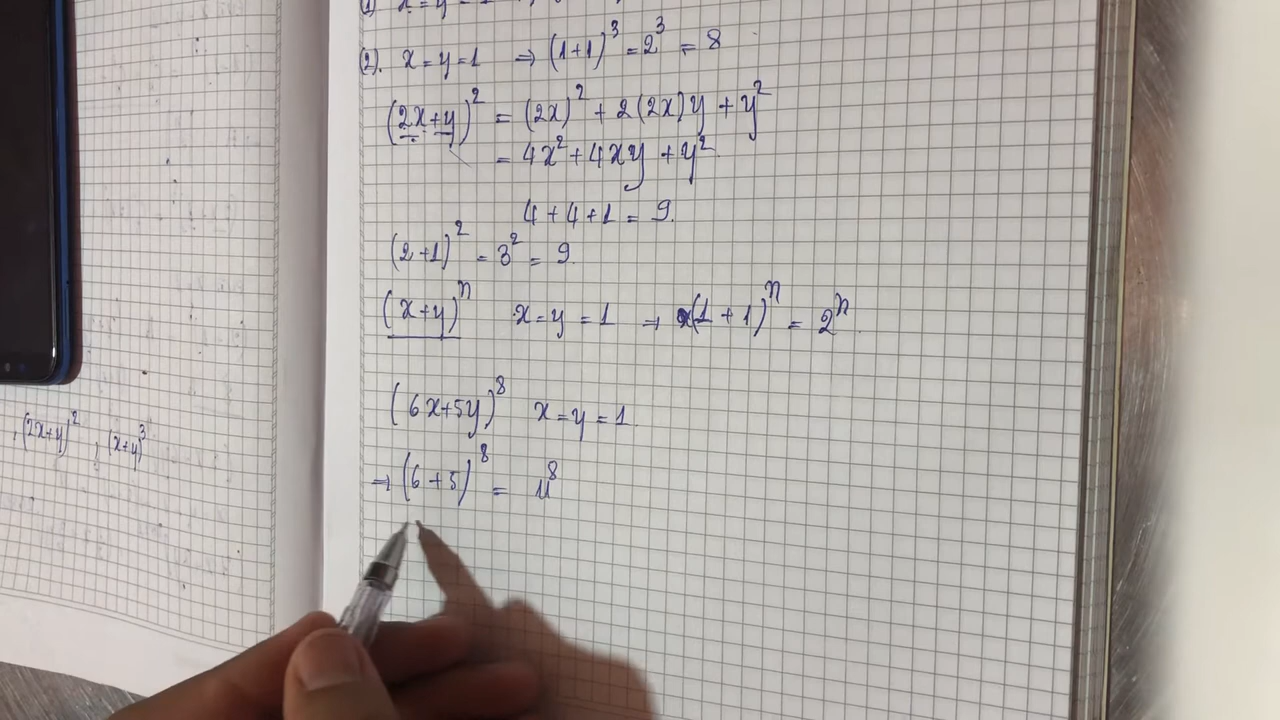 ; (2x+y)² ; (x+y)³
(1) x=y=1
(2). x=y=1 ⇒ (1+1)³ = 2³ = 8
(2x+y)² = (2x)² + 2(2x)y + y²
= 4x² + 4xy + y²
4+4+1 = 9.
(2+1)² = 3² = 9.
(x+y)ⁿ x=y=1 → (1+1)ⁿ = 2ⁿ.
(6x+5y)⁸ x=y=1.
⇒ (6+5)⁸ = 11⁸